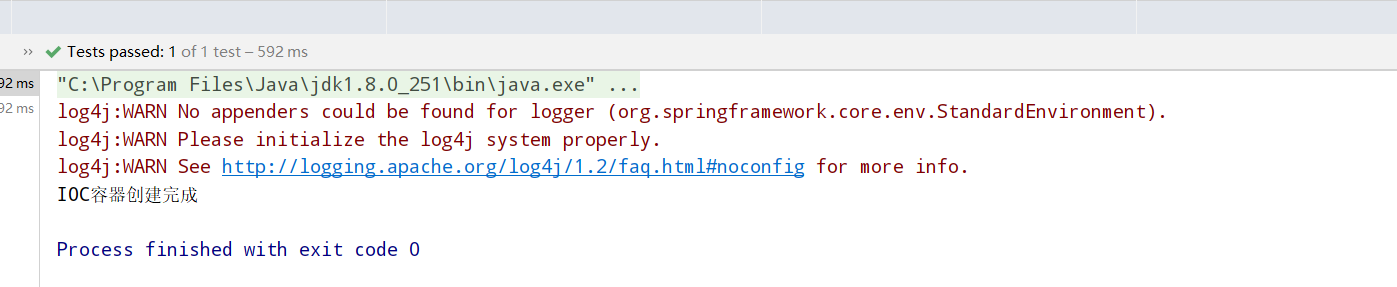 ›› Tests passed: 1 of 1 test – 592 ms
92 ms
"C:\Program Files\Java\jdk1.8.0_251\bin\java.exe" ...
92 ms
log4j:WARN No appenders could be found for logger (org.springframework.core.env.StandardEnvironment).
log4j:WARN Please initialize the log4j system properly.
log4j:WARN See http://logging.apache.org/log4j/1.2/faq.html#noconfig for more info.
IOC容器创建完成
Process finished with exit code 0